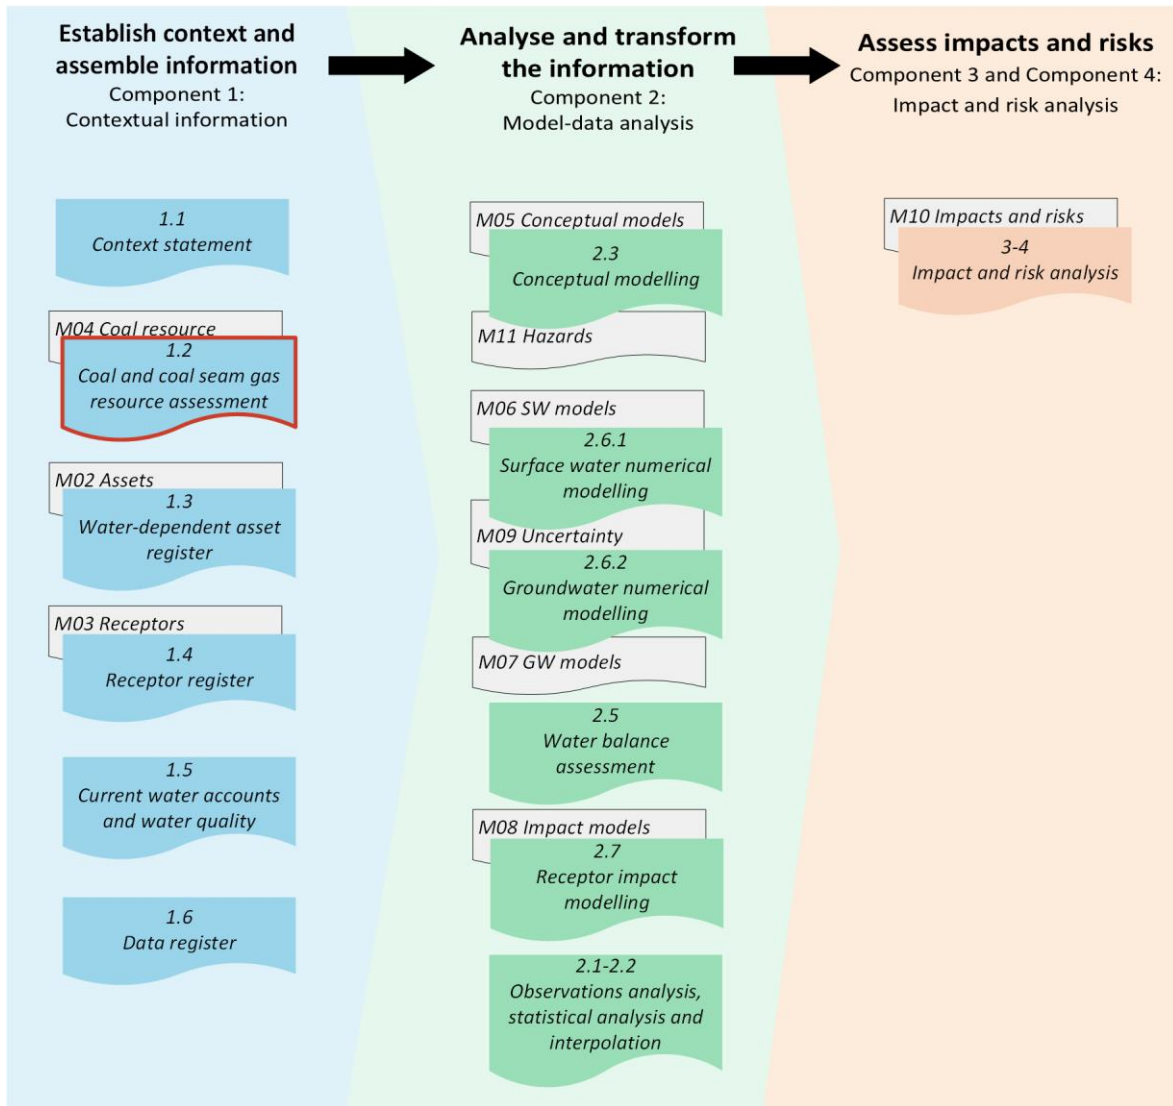 Establish context and
assemble information
Component 1:
Contextual information
1.1
Context statement
M04 Coal resource
1.2
Coal and coal seam gas
resource assessment
M02 Assets
1.3
Water-dependent asset
register
M03 Receptors
1.4
Receptor register
1.5
Current water accounts
and water quality
1.6
Data register
Analyse and transform
the information
Component 2:
Model-data analysis
M05 Conceptual models
2.3
Conceptual modelling
M11 Hazards
M06 SW models
2.6.1
Surface water numerical
modelling
M09 Uncertainty
2.6.2
Groundwater numerical
modelling
M07 GW models
2.5
Water balance
assessment
M08 Impact models
2.7
Receptor impact
modelling
2.1-2.2
Observations analysis,
statistical analysis and
interpolation
Assess impacts and risks
Component 3 and Component 4:
Impact and risk analysis
M10 Impacts and risks
3-4
Impact and risk analysis